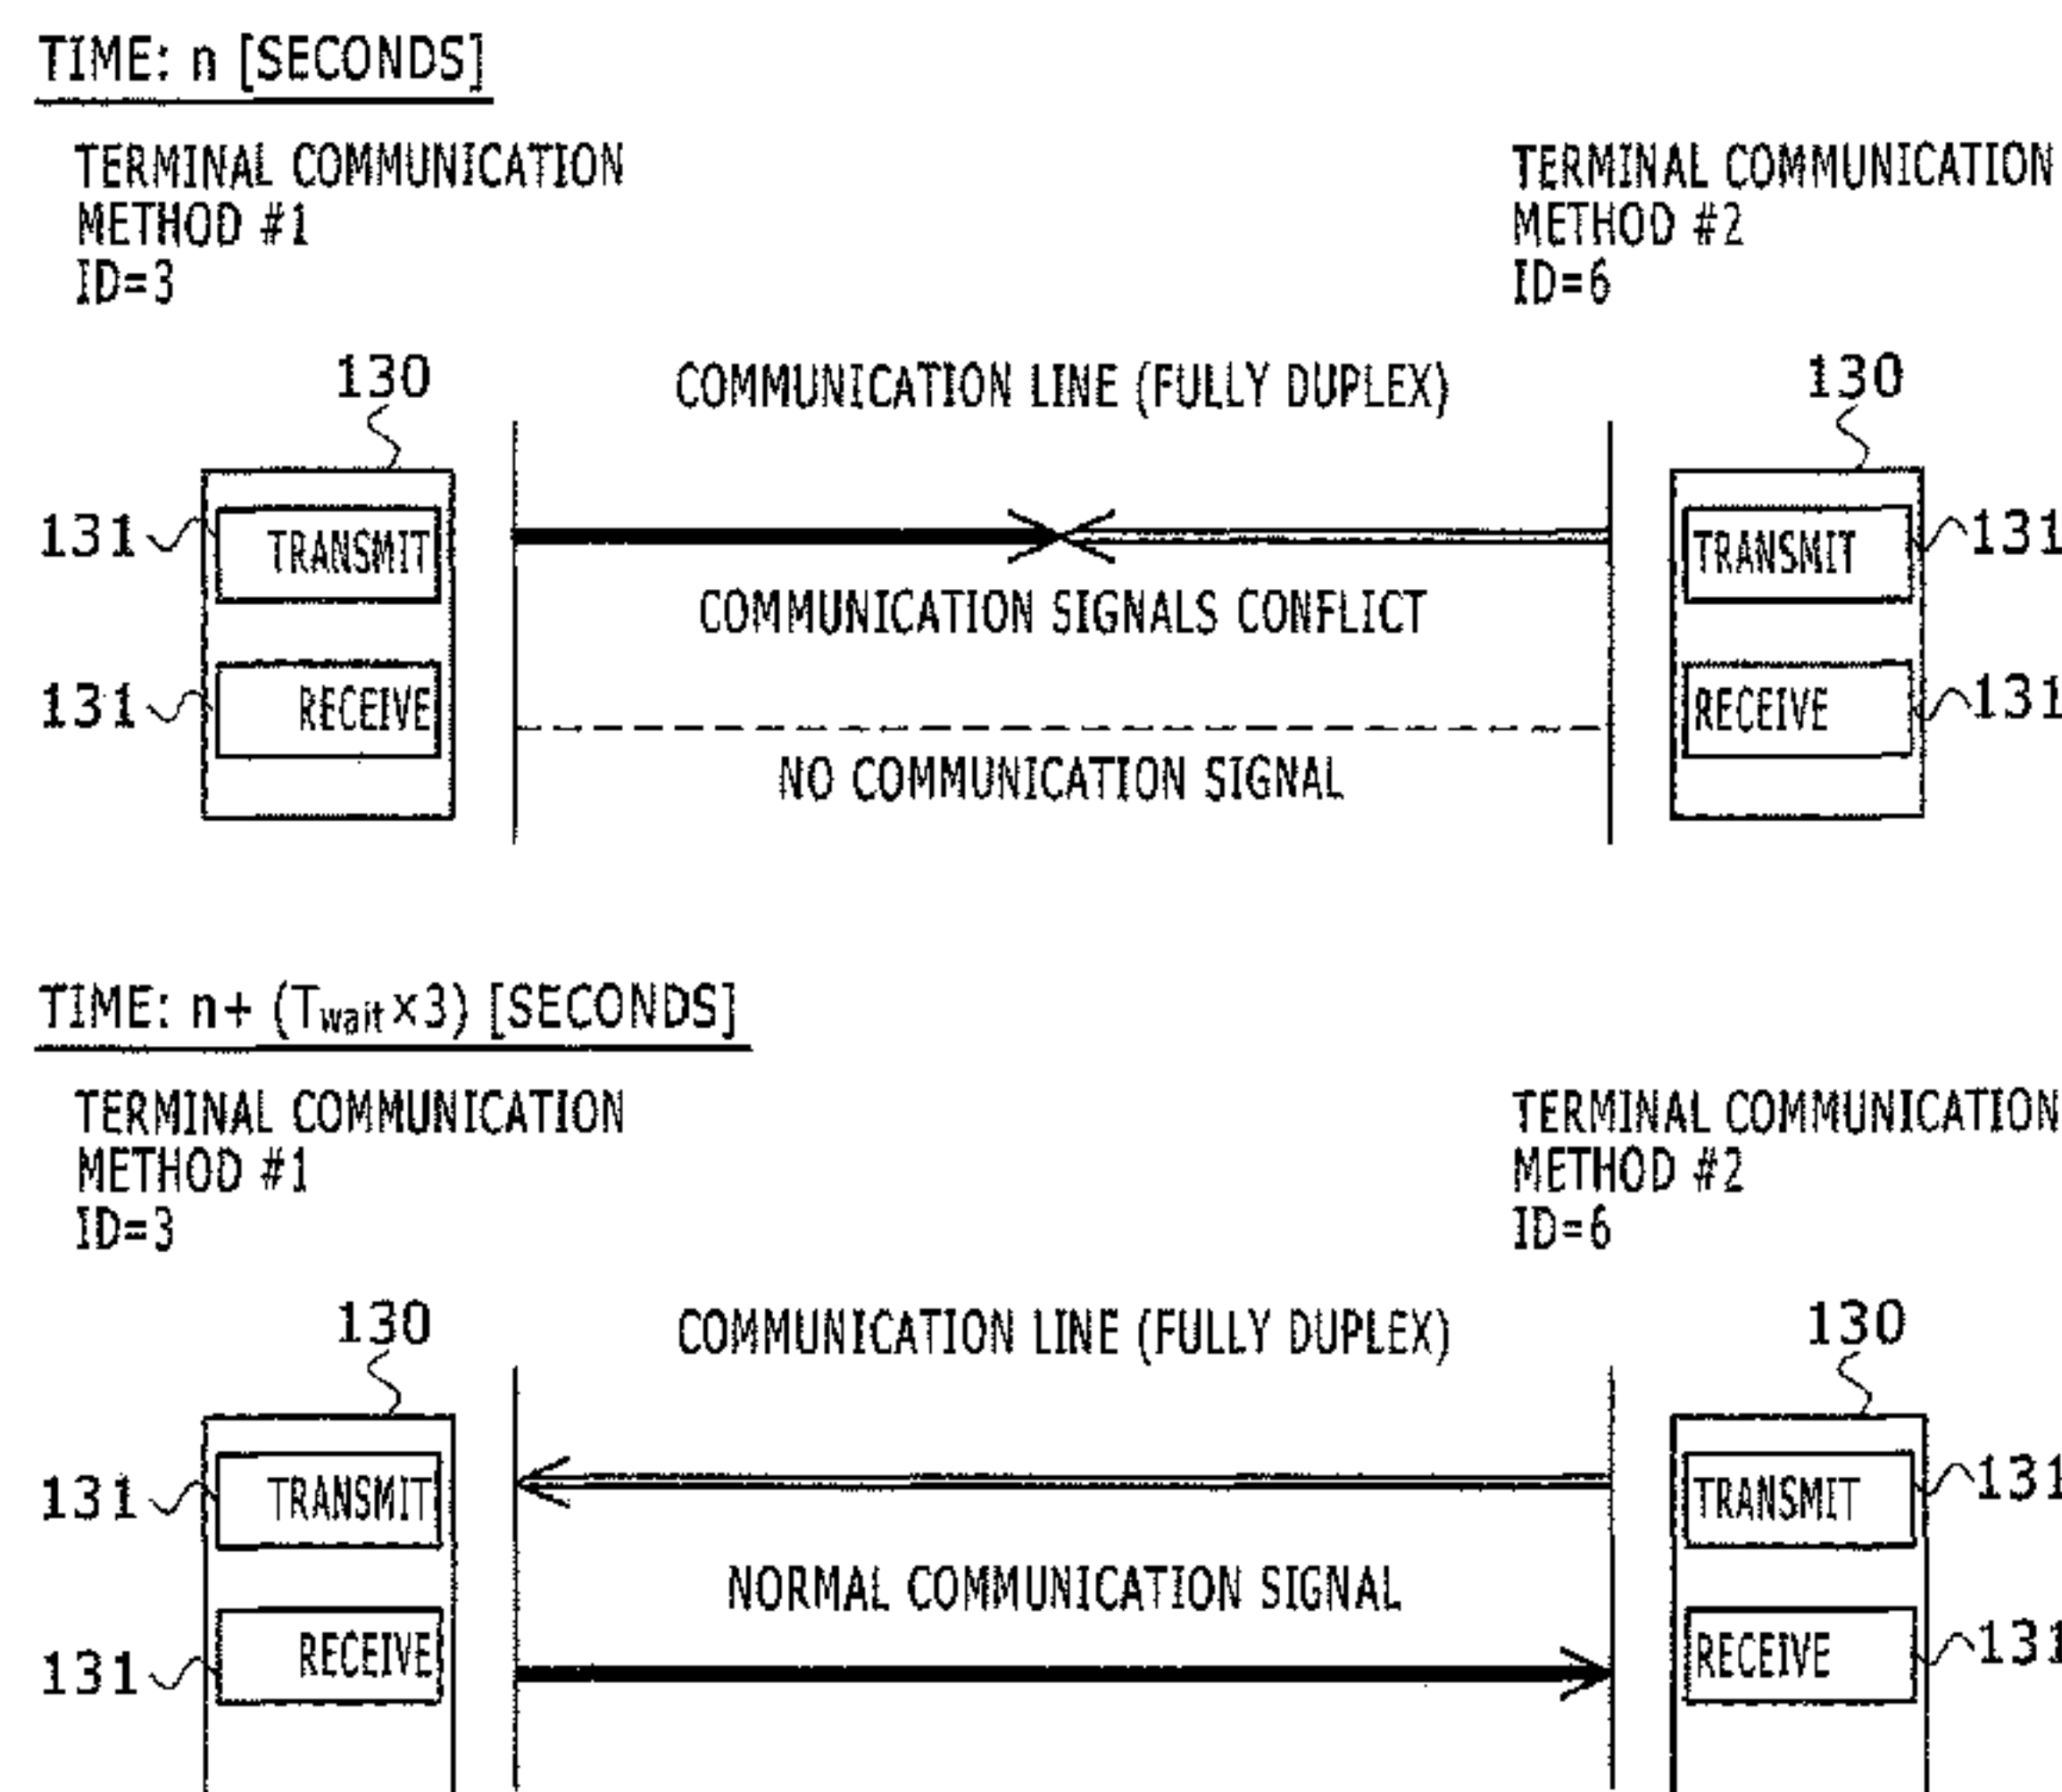 TIME: n [SECONDS]
TERMINAL COMMUNICATION
METHOD #1
ID=3
TERMINAL COMMUNICATION
METHOD #2
ID=6
130
COMMUNICATION LINE (FULLY DUPLEX)
130
131
TRANSMIT
TRANSMIT
131
COMMUNICATION SIGNALS CONFLICT
131
RECEIVE
RECEIVE
131
NO COMMUNICATION SIGNAL
TIME: n+ (Twait×3) [SECONDS]
TERMINAL COMMUNICATION
METHOD #1
ID=3
TERMINAL COMMUNICATION
METHOD #2
ID=6
130
COMMUNICATION LINE (FULLY DUPLEX)
130
131
TRANSMIT
TRANSMIT
131
NORMAL COMMUNICATION SIGNAL
131
RECEIVE
RECEIVE
131